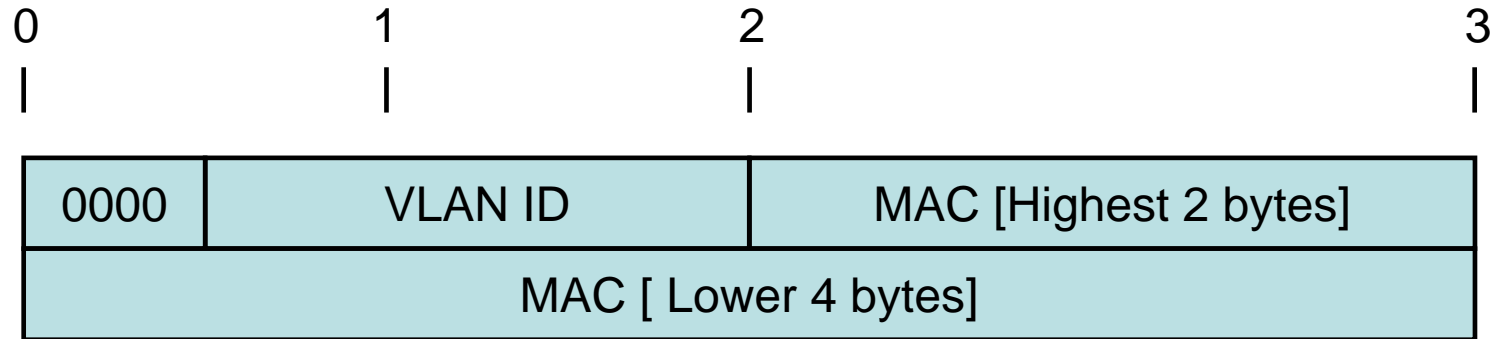 0 1 2 3
0000 VLAN ID MAC [Highest 2 bytes]
MAC [ Lower 4 bytes]